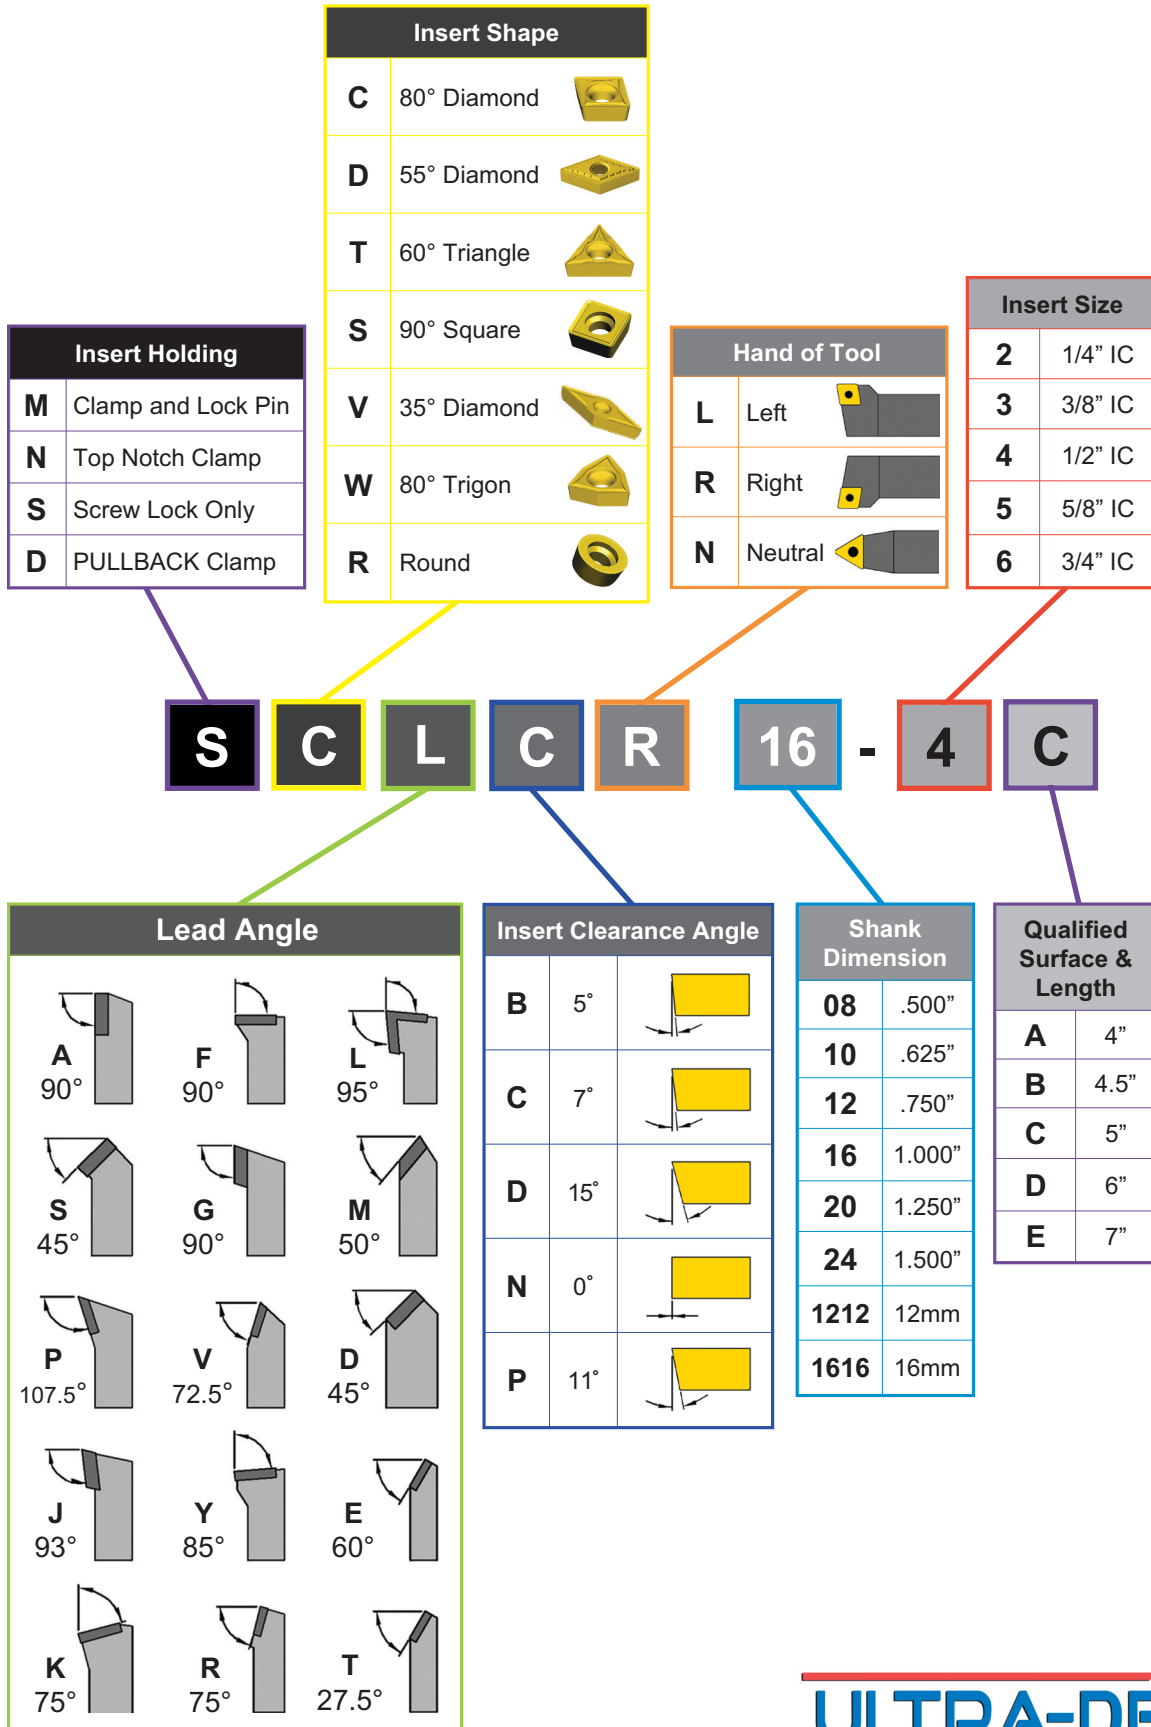 Insert Shape
C 80° Diamond
D 55° Diamond
T 60° Triangle
S 90° Square
V 35° Diamond
W 80° Trigon
R Round
Insert Holding
M Clamp and Lock Pin
N Top Notch Clamp
S Screw Lock Only
D PULLBACK Clamp
Hand of Tool
L Left
R Right
N Neutral
Insert Size
2 1/4” IC
3 3/8” IC
4 1/2” IC
5 5/8” IC
6 3/4” IC
S C L C R 16 - 4 C
Lead Angle
A F L
90° 90° 95°
S G M
45° 90° 50°
P V D
107.5° 72.5° 45°
J Y E
93° 85° 60°
K R T
75° 75° 27.5°
Insert Clearance Angle
B 5°
C 7°
D 15°
N 0°
P 11°
Shank
Dimension
08 .500”
10 .625”
12 .750”
16 1.000”
20 1.250”
24 1.500”
1212 12mm
1616 16mm
Qualified
Surface &
Length
A 4”
B 4.5”
C 5”
D 6”
E 7”
ULTRA-DE